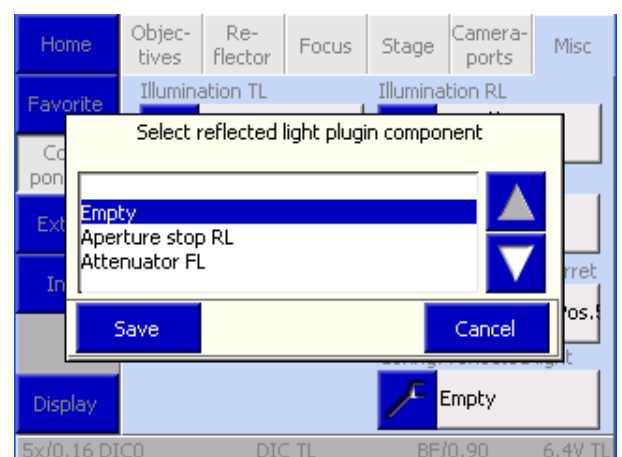 Home
Objec-
tives
Re-
flector
Focus
Stage
Camera-
ports
Misc
Favorite
Illumination TL
Illumination RL
Select reflected light plugin component
Empty
Aperture stop RL
Attenuator FL
Save
Cancel
Pos.5
Display
Empty
5x/0.16 DIC0
DIC TL
BF/0.90
6.4V TL